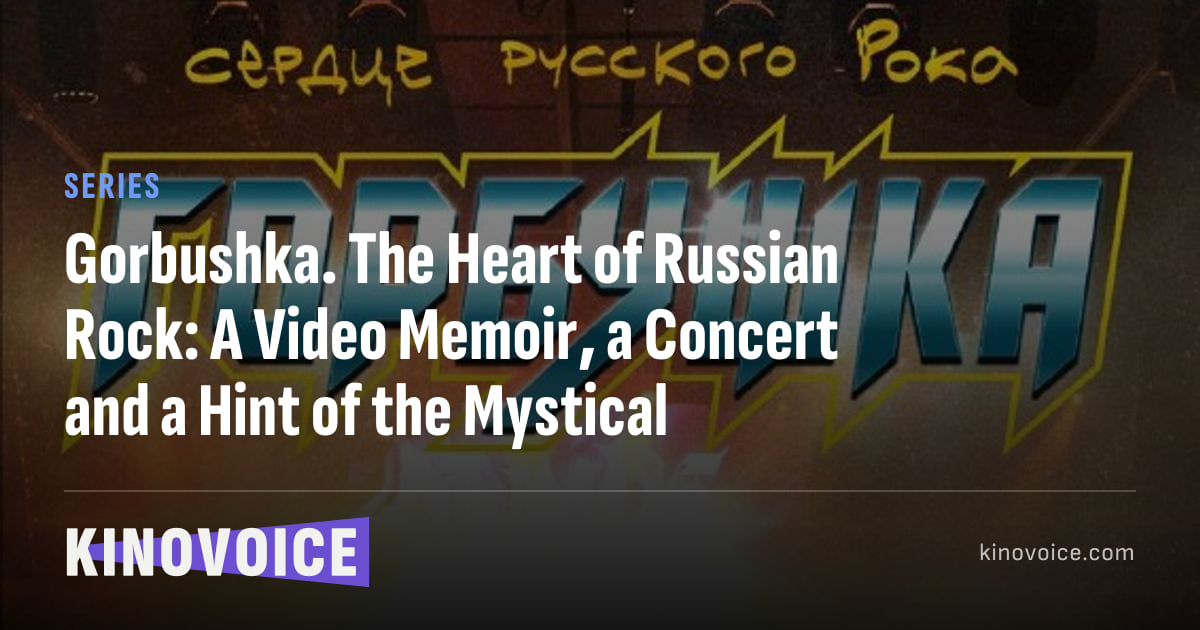 сердце русского Рока
ГОРБУШКА
SERIES
Gorbushka. The Heart of Russian
Rock: A Video Memoir, a Concert
and a Hint of the Mystical
KINOVOICE
kinovoice.com